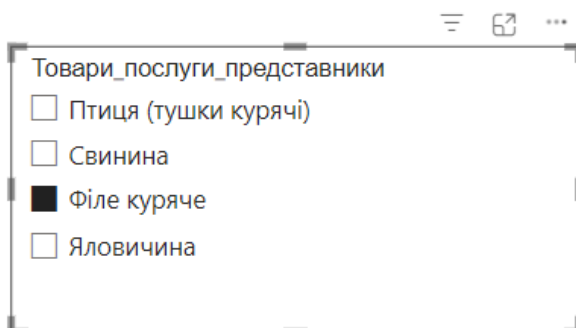 Товари_послуги_представники
Птиця (тушки курячі)
Свинина
Філе куряче
Яловичина